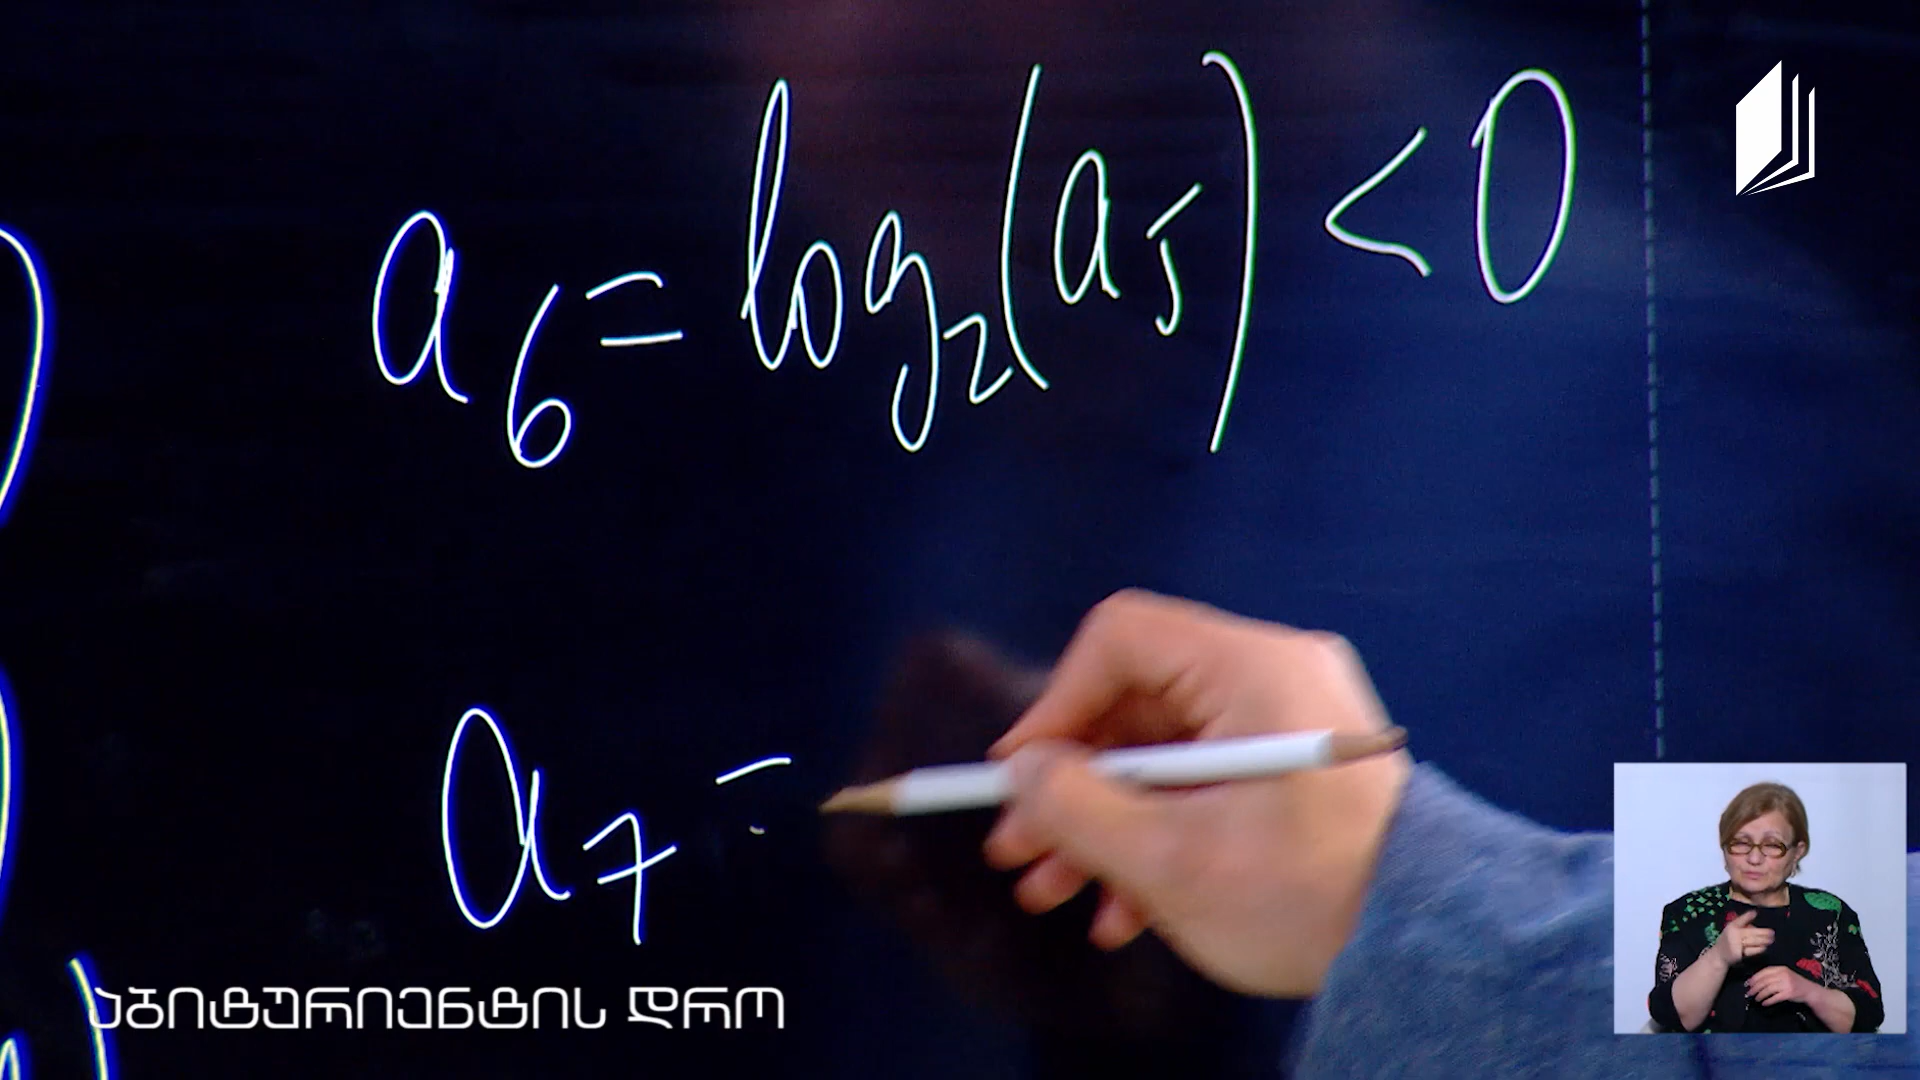 a₆ = log₂(a₅) < 0
a₇ =
აბიტურიენტის დრო